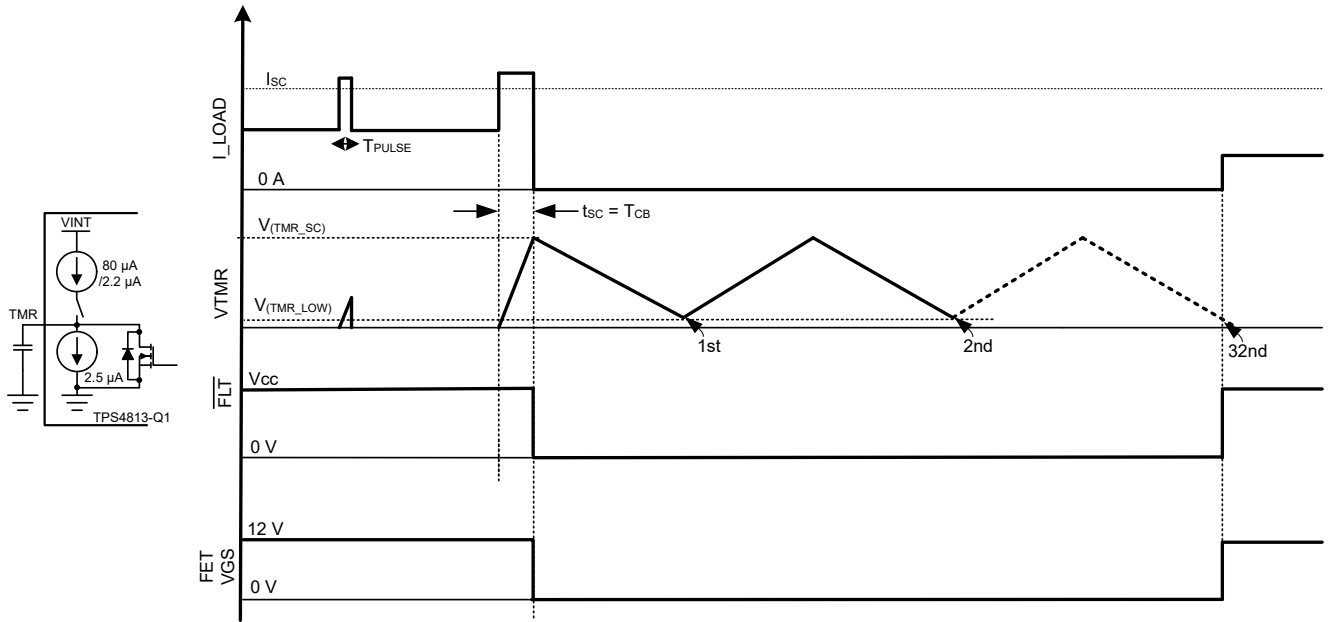 VINT
80 µA
/2.2 µA
TMR
2.5 µA
TPS4813-Q1
I_LOAD
ISC
TPULSE
0 A
tSC = TCB
VTMR
V(TMR_SC)
V(TMR_LOW)
1st
2nd
32nd
FLT
Vcc
0 V
FET
VGS
12 V
0 V